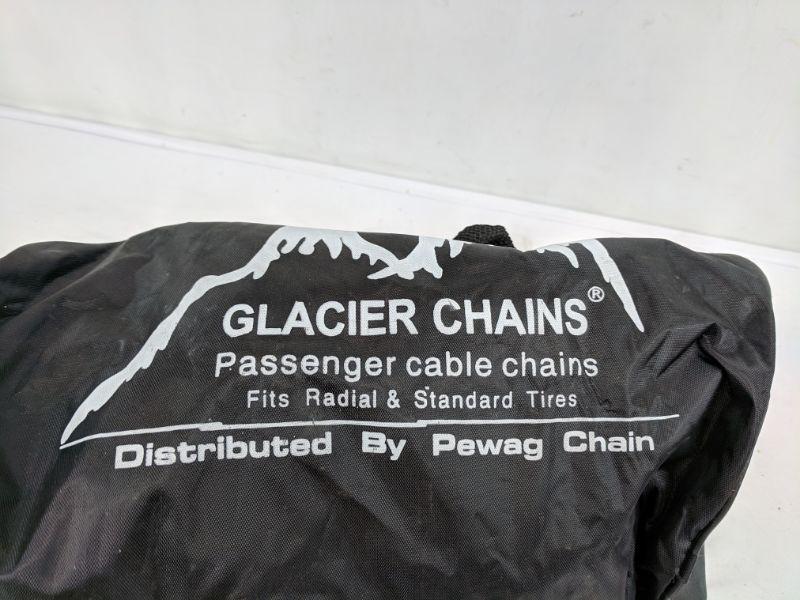 GLACIER CHAINS®
Passenger cable chains
Fits Radial & Standard Tires
Distributed By Pewag Chain